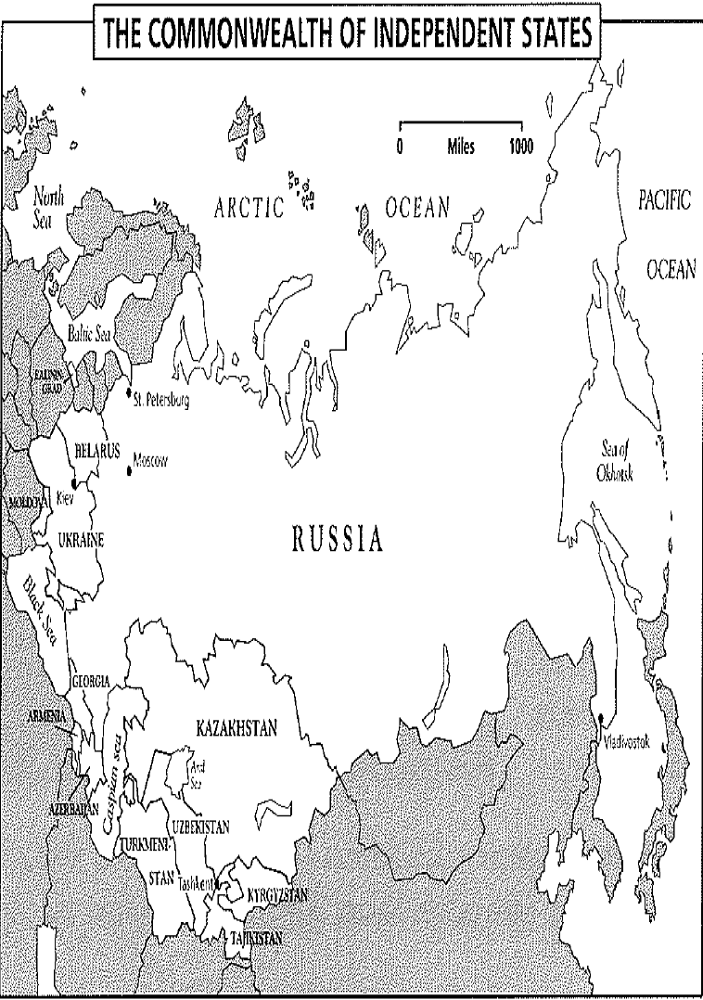 THE COMMONWEALTH OF INDEPENDENT STATES
0 Miles 1000
North
Sea
ARCTIC OCEAN
PACIFIC
OCEAN
Baltic Sea
KALININ-
GRAD
St. Petersburg
BELARUS
Moscow
Sea of
Okhotsk
MOLDOVA
Kiev
UKRAINE
RUSSIA
Black Sea
GEORGIA
ARMENIA
KAZAKHSTAN
Vladivostak
Caspian sea
Aral
Sea
AZERBAIJAN
UZBEKISTAN
TURKMENI-
STAN
Tashkent
KYRGYZSTAN
TAJIKISTAN